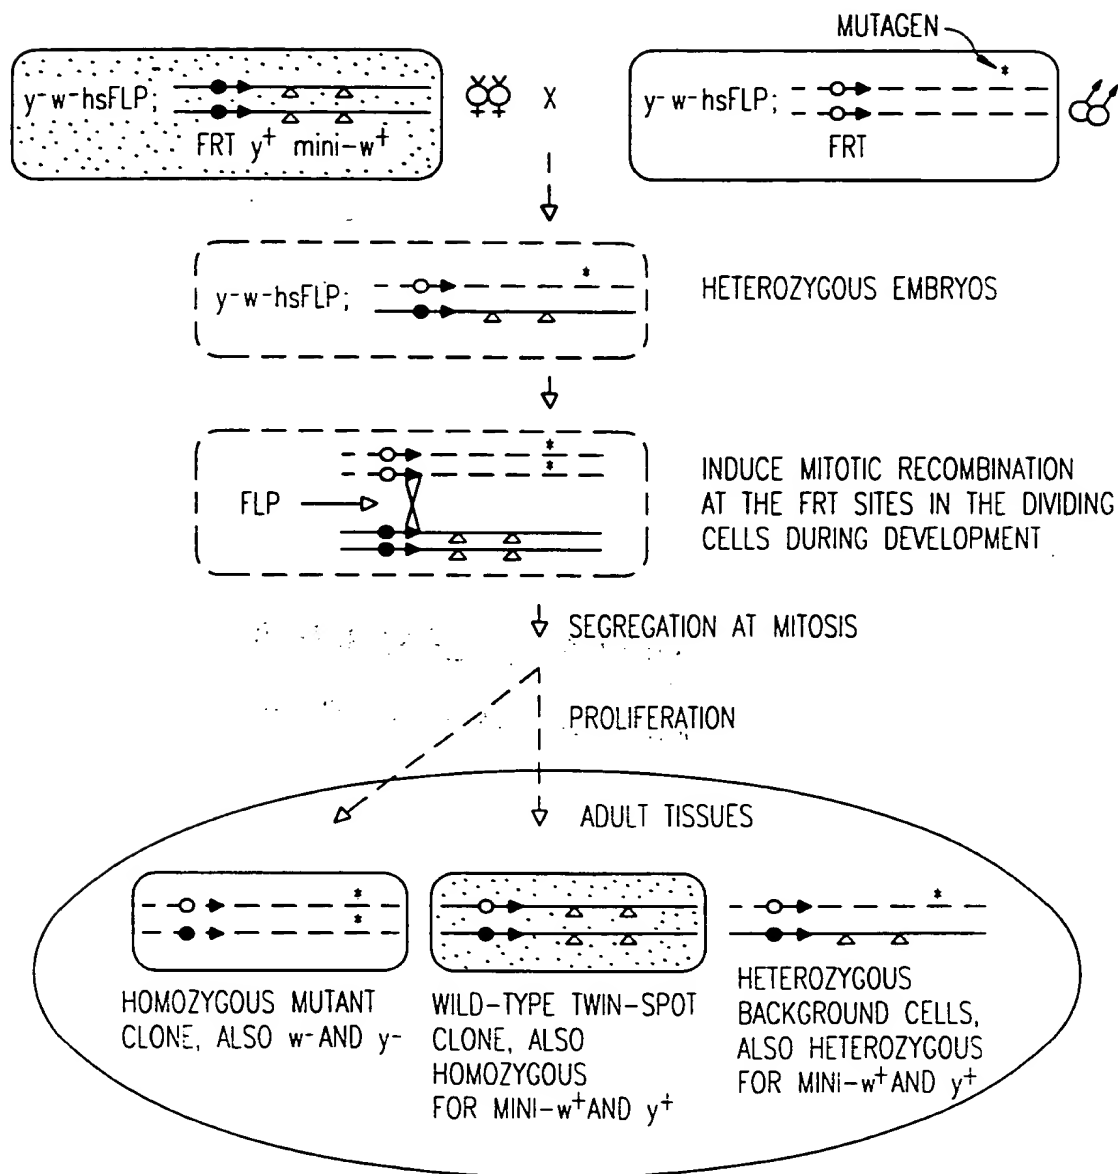 MUTAGEN
*
y-w-hsFLP;
FRT y+ mini-w+
X
y-w-hsFLP;
FRT
*
y-w-hsFLP;
HETEROZYGOUS EMBRYOS
*
*
FLP
INDUCE MITOTIC RECOMBINATION
AT THE FRT SITES IN THE DIVIDING
CELLS DURING DEVELOPMENT
SEGREGATION AT MITOSIS
PROLIFERATION
ADULT TISSUES
*
*
*
HOMOZYGOUS MUTANT
CLONE, ALSO w- AND y-
WILD-TYPE TWIN-SPOT
CLONE, ALSO
HOMOZYGOUS
FOR MINI-w+ AND y+
HETEROZYGOUS
BACKGROUND CELLS,
ALSO HETEROZYGOUS
FOR MINI-w+ AND y+